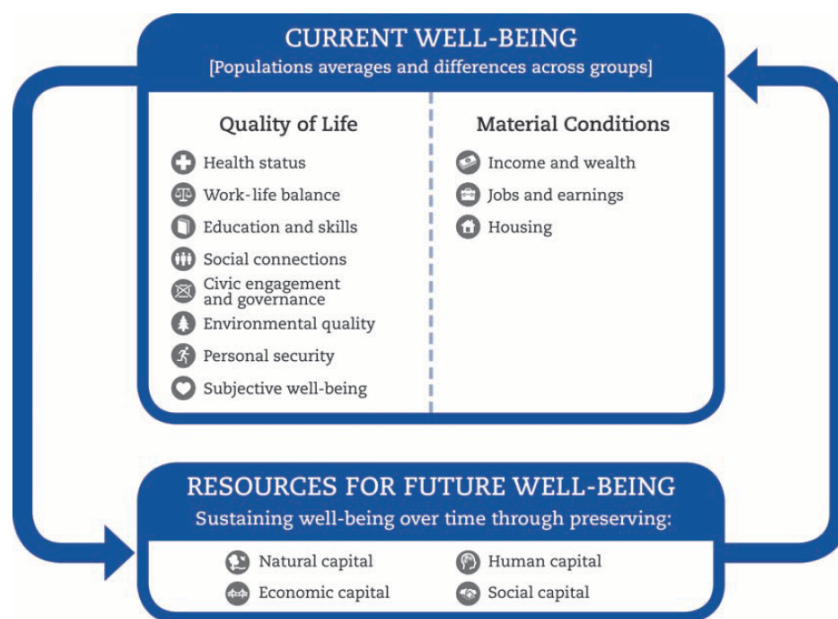 CURRENT WELL-BEING
[Populations averages and differences across groups]
Quality of Life
Health status
Work-life balance
Education and skills
Social connections
Civic engagement
and governance
Environmental quality
Personal security
Subjective well-being
Material Conditions
Income and wealth
Jobs and earnings
Housing
RESOURCES FOR FUTURE WELL-BEING
Sustaining well-being over time through preserving:
Natural capital
Economic capital
Human capital
Social capital